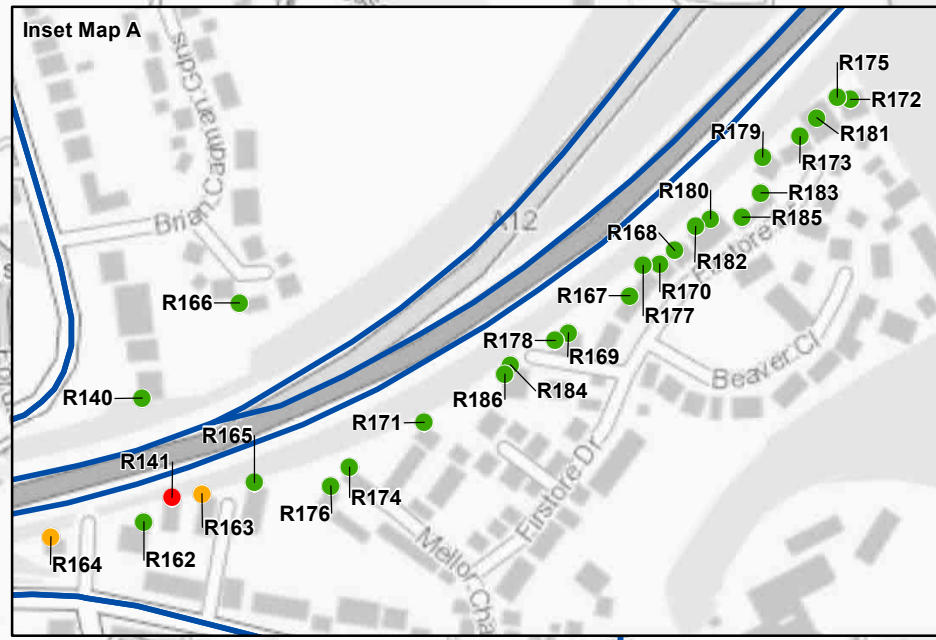 Inset Map A
Brian Cadman Gdns
A12
R175
R172
R181
R179
R173
R183
R180
R185
R168
R182
R170
R167
R177
R166
R178
R169
R184
R186
R140
R171
R165
R141
R174
R176
R163
R162
R164
Firstore
Beaver Cl
Firstore Dr
Mellor Cha